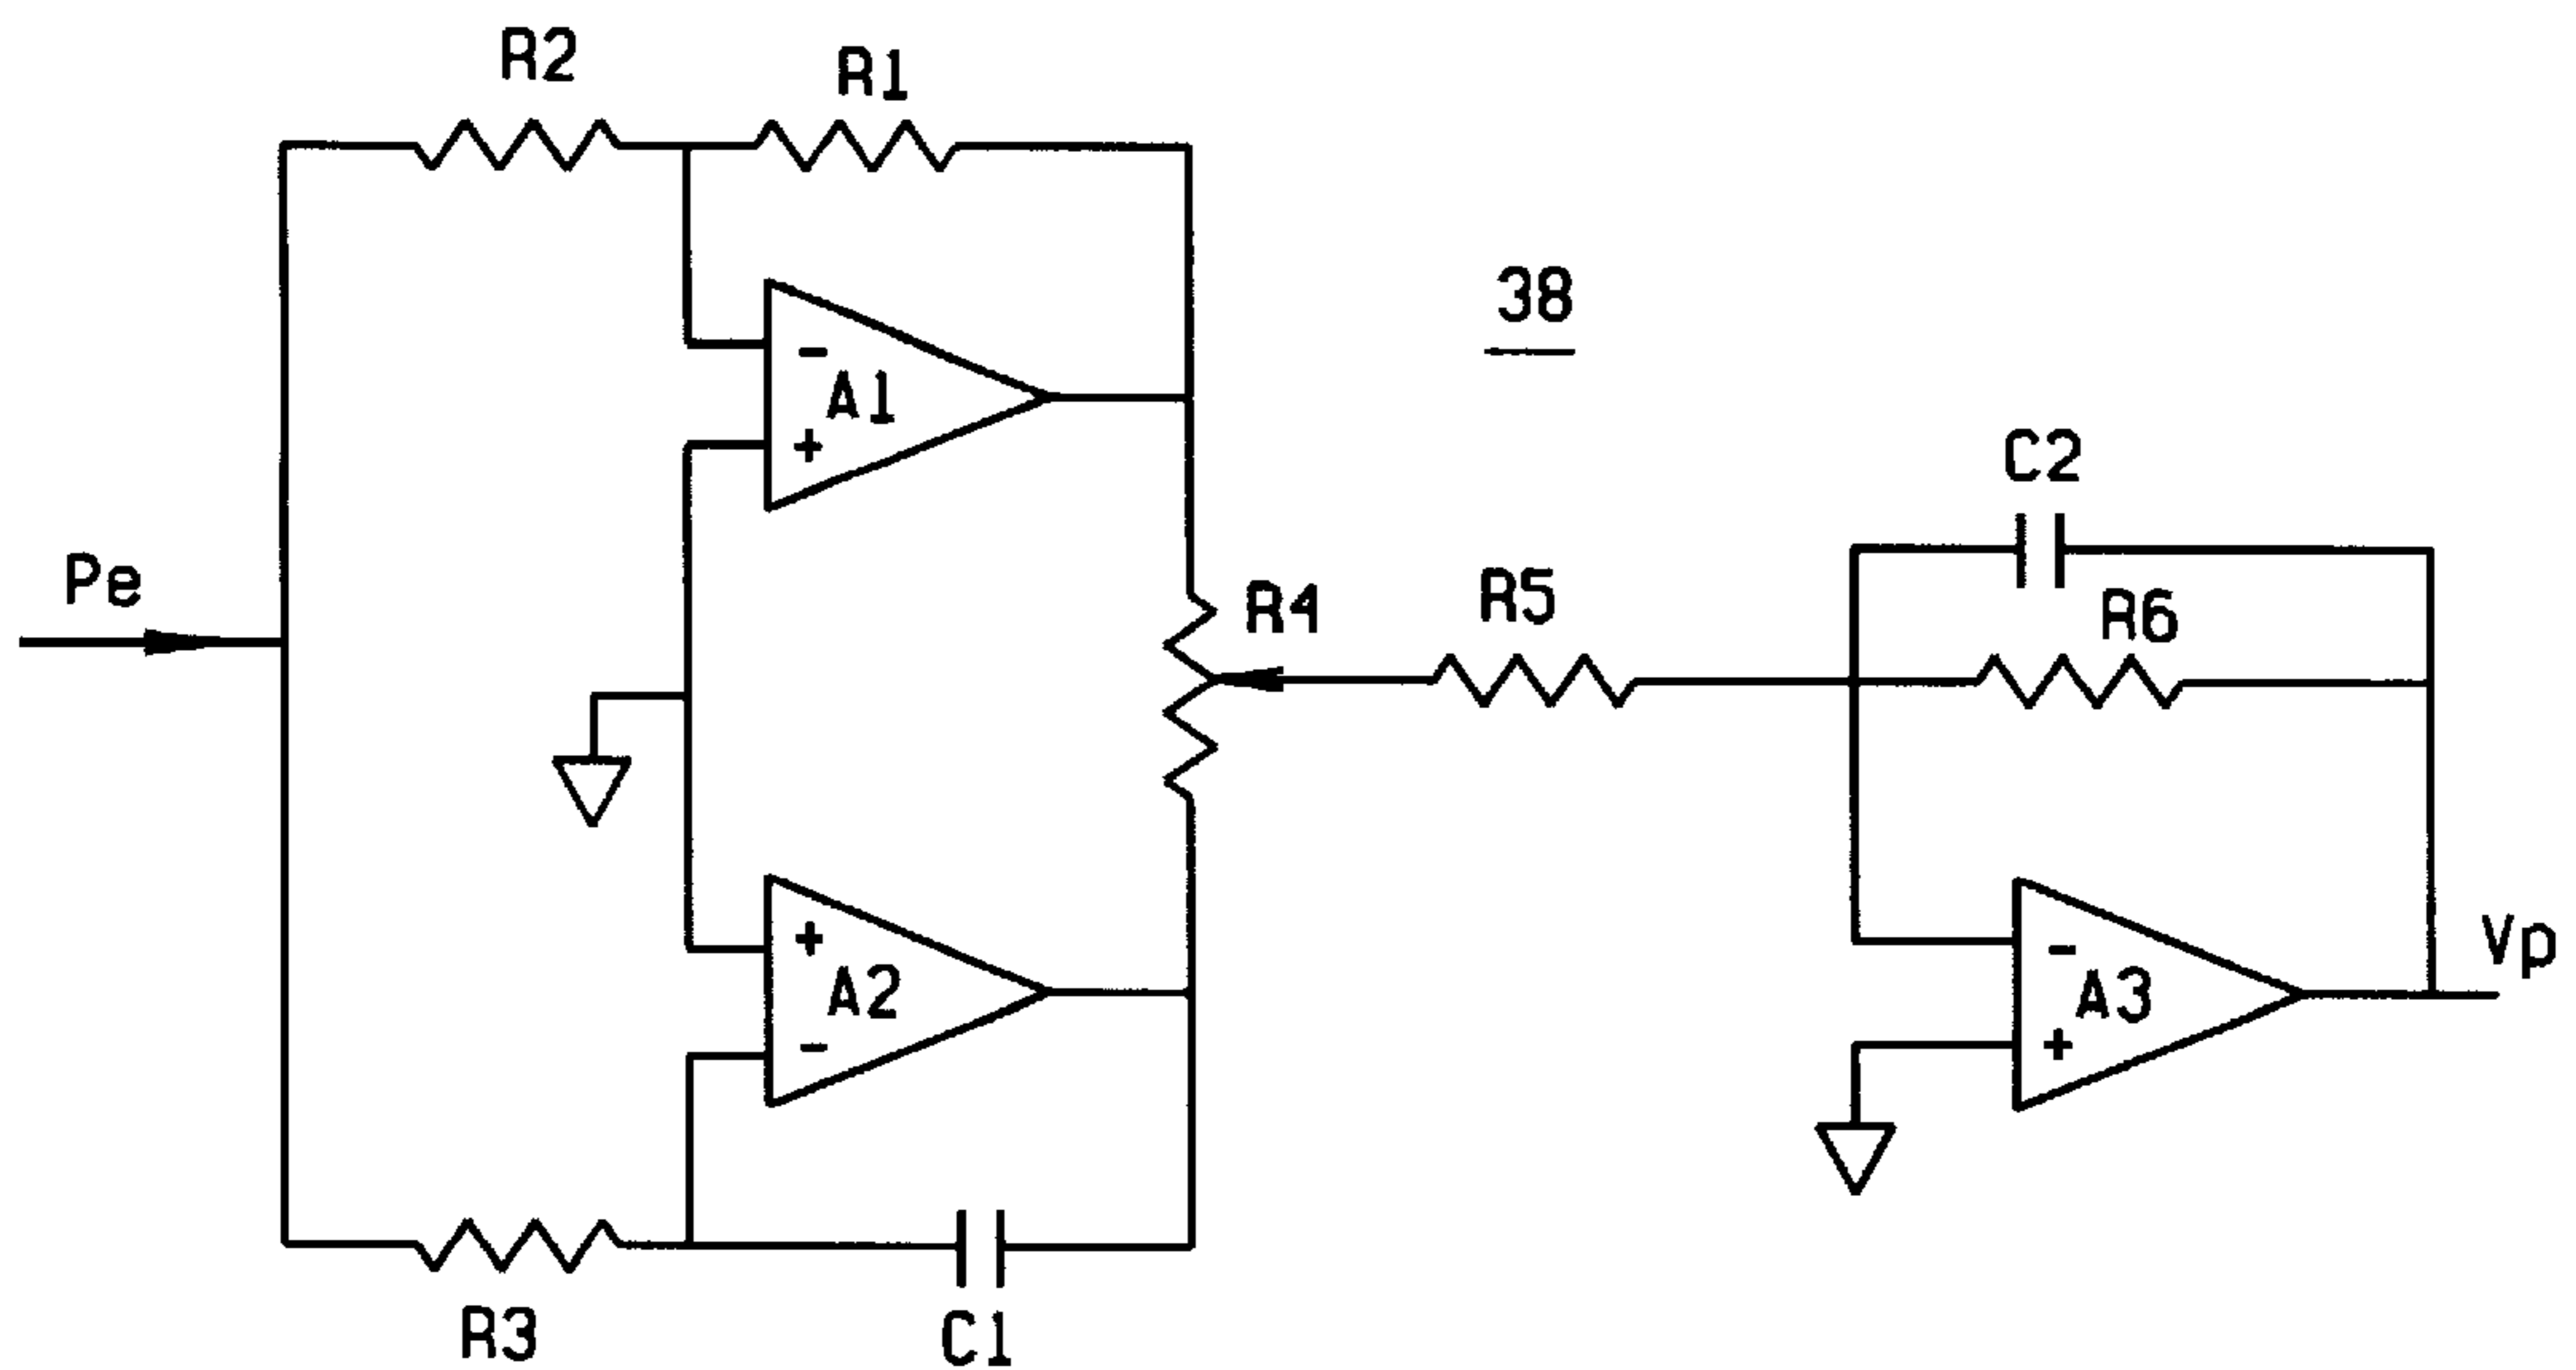 R2
R1
38
A1
-
+
Pe
C2
R4
R5
R6
A2
+
-
A3
-
+
Vp
R3
C1